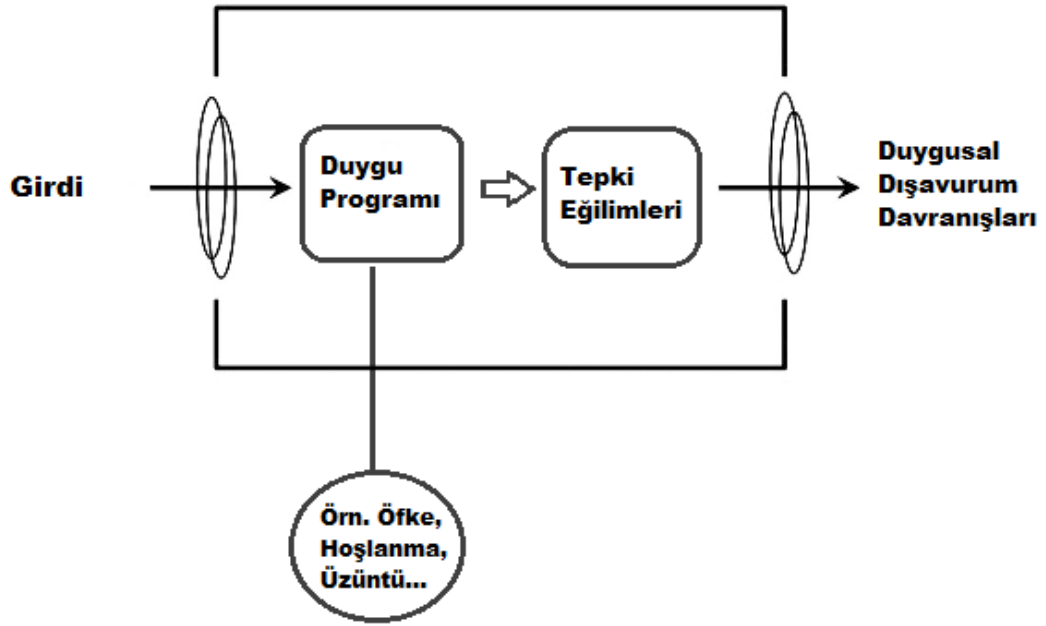 Girdi
Duygu
Programı
Tepki
Eğilimleri
Duygusal
Dışavurum
Davranışları
Örn. Öfke,
Hoşlanma,
Üzüntü...